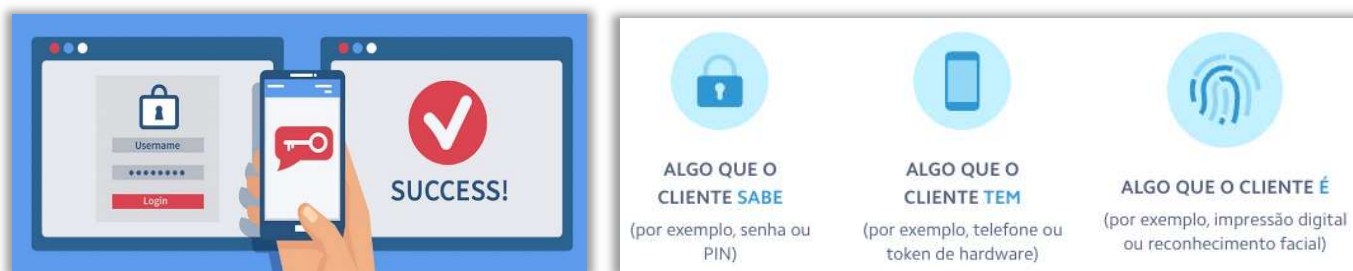 Username
Login
SUCCESS!
ALGO QUE O
CLIENTE SABE
(por exemplo, senha ou
PIN)
ALGO QUE O
CLIENTE TEM
(por exemplo, telefone ou
token de hardware)
ALGO QUE O CLIENTE É
(por exemplo, impressão digital
ou reconhecimento facial)